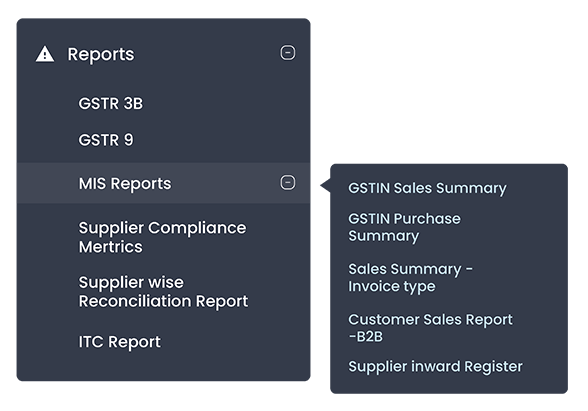 Reports
GSTR 3B
GSTR 9
MIS Reports
Supplier Compliance
Mertrics
Supplier wise
Reconciliation Report
ITC Report
GSTIN Sales Summary
GSTIN Purchase
Summary
Sales Summary -
Invoice type
Customer Sales Report
-B2B
Supplier inward Register